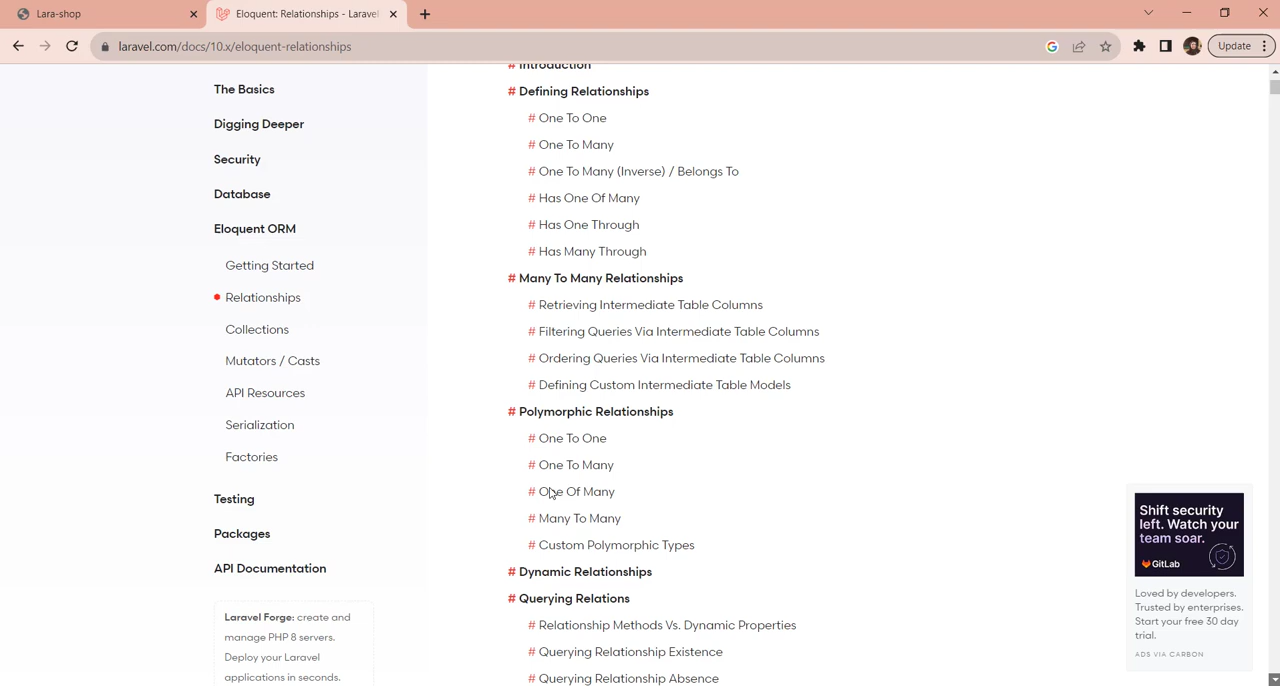 Lara-shop
Eloquent: Relationships - Laravel
laravel.com/docs/10.x/eloquent-relationships
Update
The Basics
Digging Deeper
Security
Database
Eloquent ORM
Getting Started
Relationships
Collections
Mutators / Casts
API Resources
Serialization
Factories
Testing
Packages
API Documentation
Laravel Forge: create and
manage PHP 8 servers.
Deploy your Laravel
applications in seconds.
# Introduction
# Defining Relationships
# One To One
# One To Many
# One To Many (Inverse) / Belongs To
# Has One Of Many
# Has One Through
# Has Many Through
# Many To Many Relationships
# Retrieving Intermediate Table Columns
# Filtering Queries Via Intermediate Table Columns
# Ordering Queries Via Intermediate Table Columns
# Defining Custom Intermediate Table Models
# Polymorphic Relationships
# One To One
# One To Many
# One Of Many
# Many To Many
# Custom Polymorphic Types
# Dynamic Relationships
# Querying Relations
# Relationship Methods Vs. Dynamic Properties
# Querying Relationship Existence
# Querying Relationship Absence
Shift security
left. Watch your
team soar.
GitLab
Loved by developers.
Trusted by enterprises.
Start your free 30 day
trial.
ADS VIA CARBON